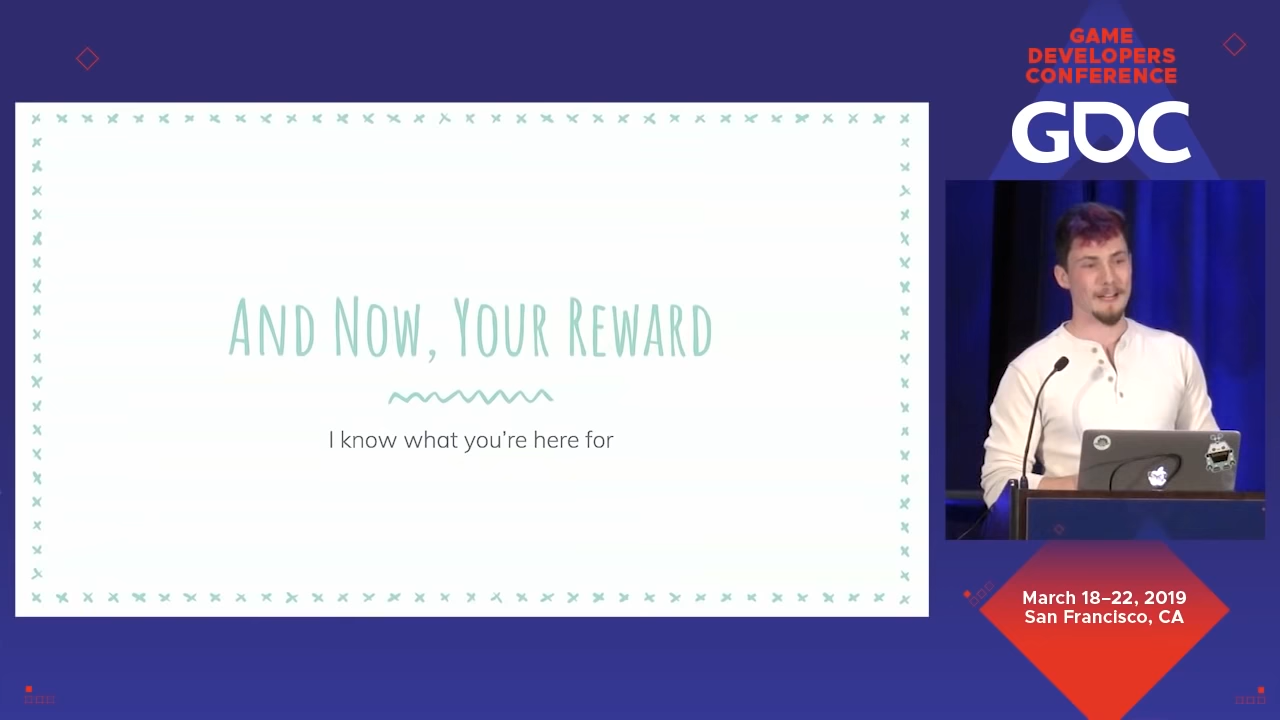 GAME
DEVELOPERS
CONFERENCE
GDC
And Now, Your Reward
I know what you're here for
March 18–22, 2019
San Francisco, CA